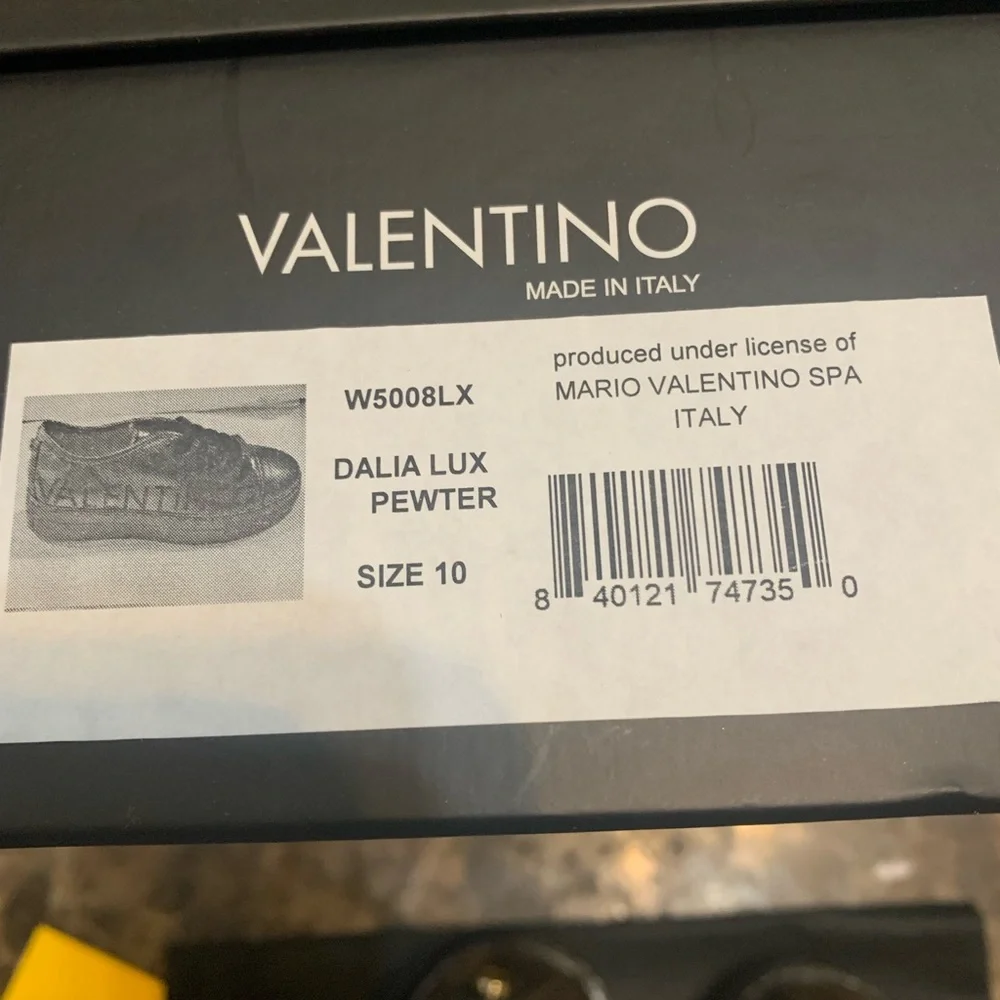 VALENTINO
MADE IN ITALY
produced under license of
MARIO VALENTINO SPA
ITALY
W5008LX
DALIA LUX
PEWTER
SIZE 10
VALENTINO
8 40121 74735 0